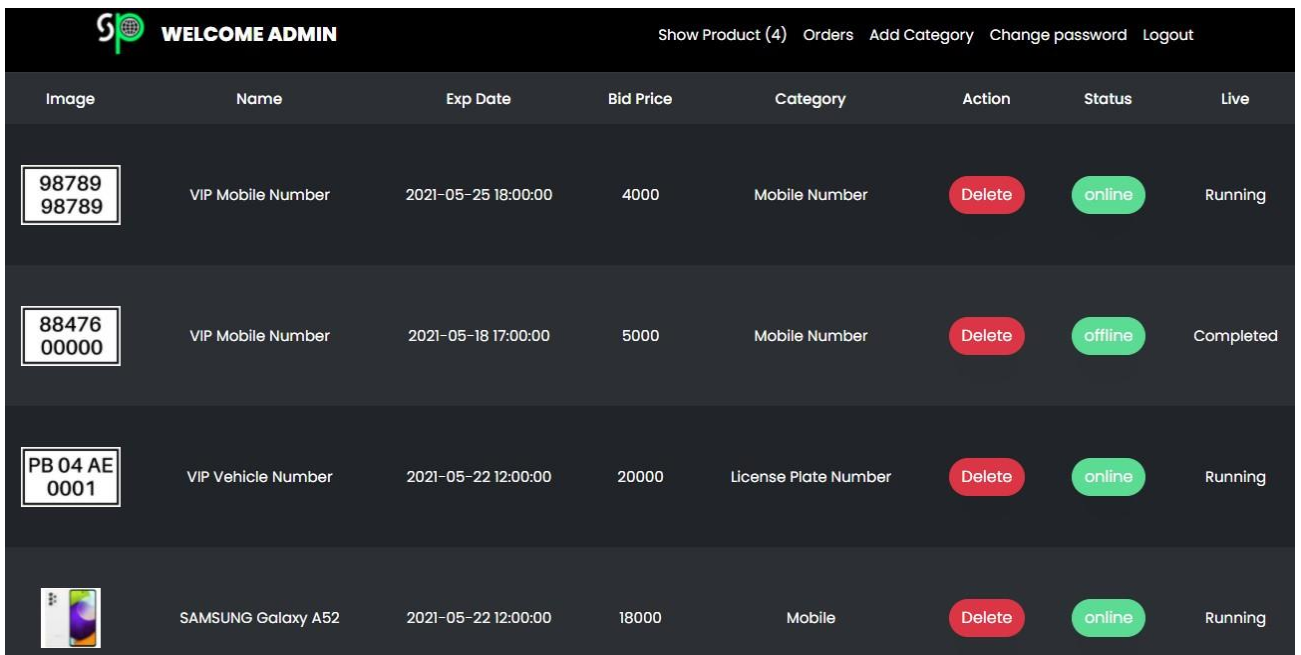 SP WELCOME ADMIN Show Product (4) Orders Add Category Change password Logout
Image Name Exp Date Bid Price Category Action Status Live
98789
98789
VIP Mobile Number 2021-05-25 18:00:00 4000 Mobile Number Delete online Running
88476
00000
VIP Mobile Number 2021-05-18 17:00:00 5000 Mobile Number Delete offline Completed
PB 04 AE
0001
VIP Vehicle Number 2021-05-22 12:00:00 20000 License Plate Number Delete online Running
SAMSUNG Galaxy A52 2021-05-22 12:00:00 18000 Mobile Delete online Running